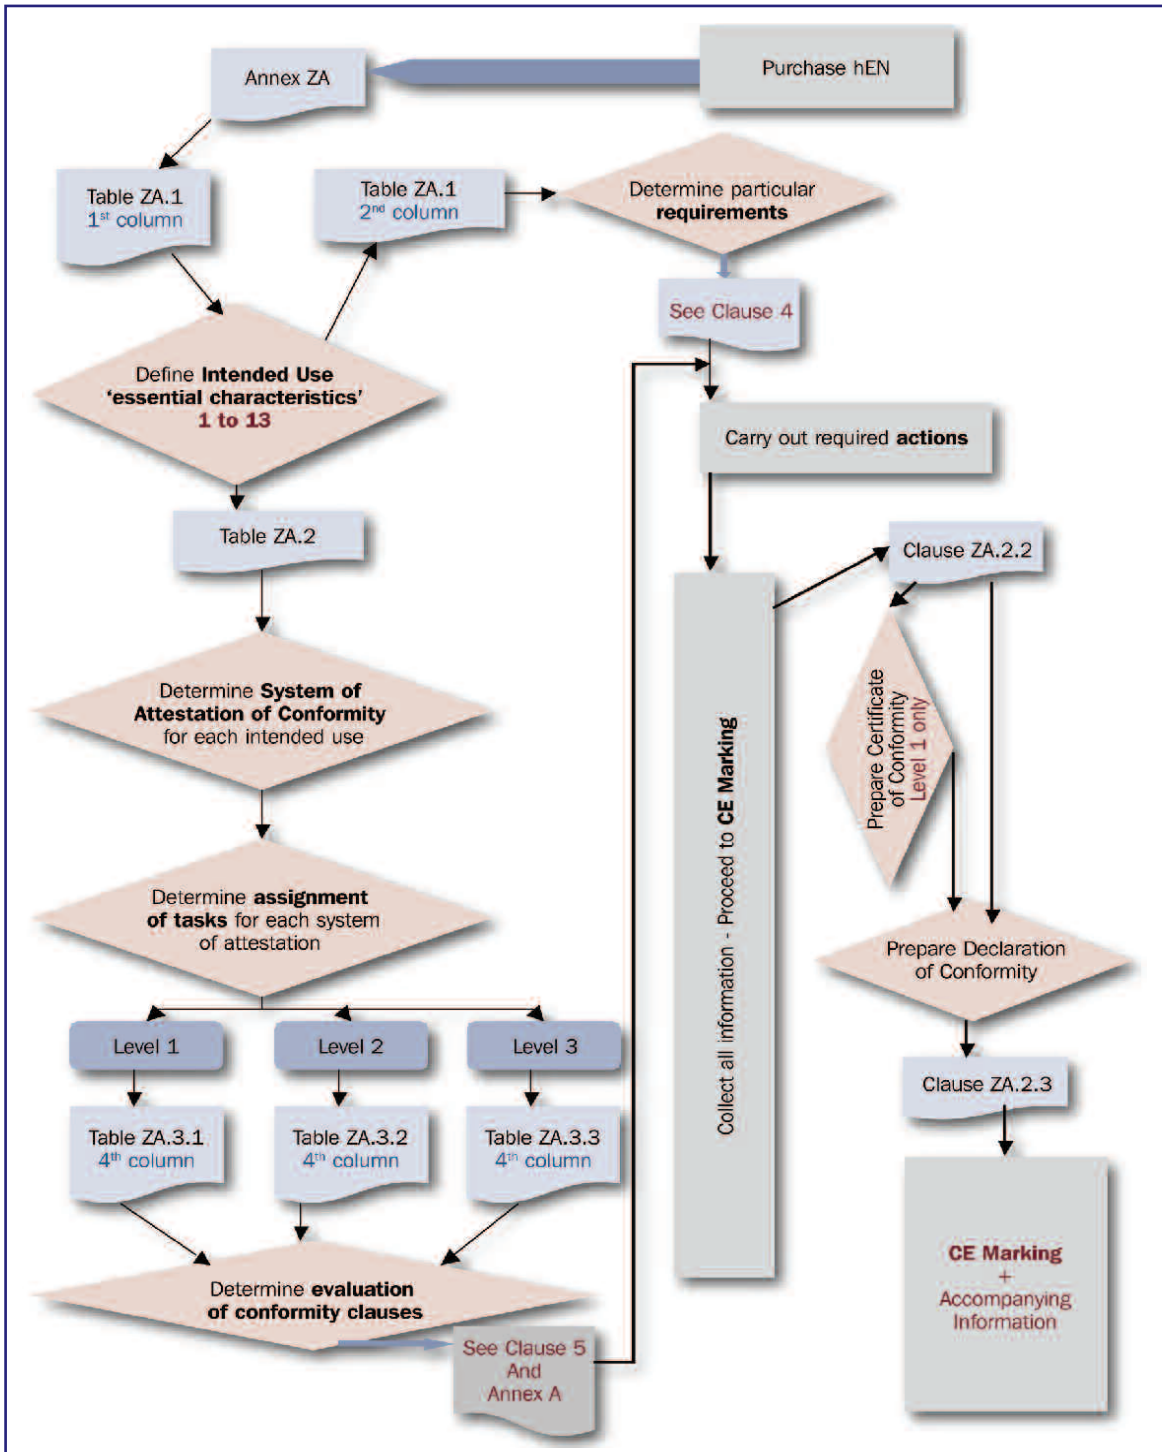 Purchase hEN
Annex ZA
Table ZA.1
1st column
Table ZA.1
2nd column
Determine particular
requirements
See Clause 4
Define Intended Use
‘essential characteristics’
1 to 13
Carry out required actions
Table ZA.2
Clause ZA.2.2
Determine System of
Attestation of Conformity
for each intended use
Prepare Certificate
of Conformity
Level 1 only
Collect all information - Proceed to CE Marking
Determine assignment
of tasks for each system
of attestation
Prepare Declaration
of Conformity
Level 1
Level 2
Level 3
Clause ZA.2.3
Table ZA.3.1
4th column
Table ZA.3.2
4th column
Table ZA.3.3
4th column
CE Marking
+
Accompanying
Information
Determine evaluation
of conformity clauses
See Clause 5
And
Annex A